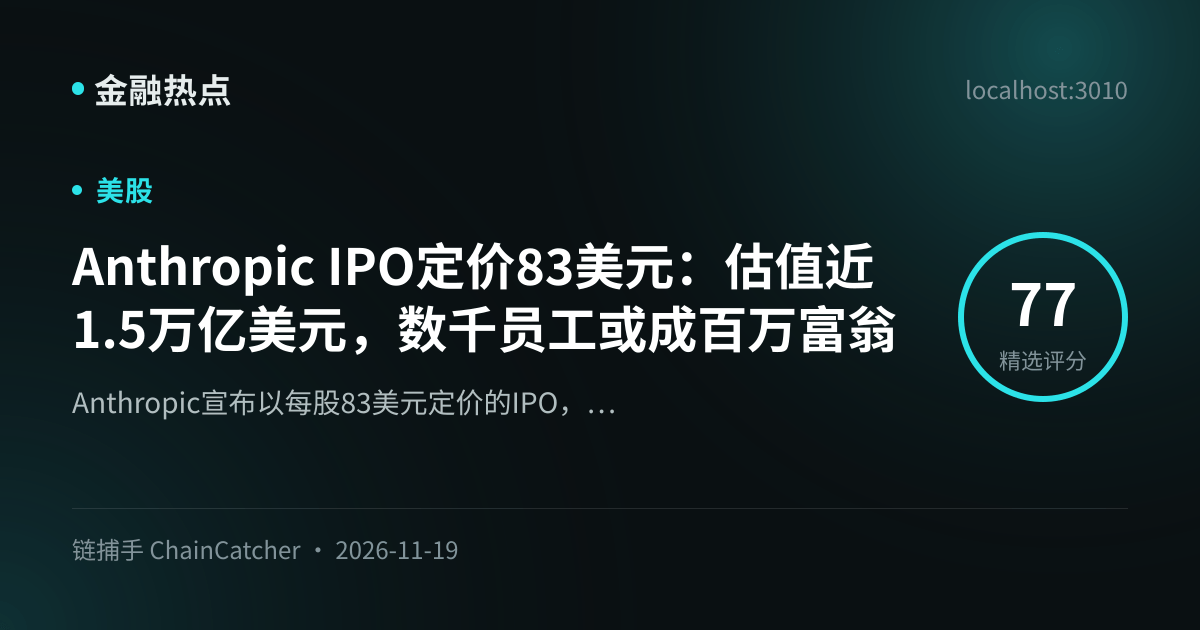 金融热点
localhost:3010
美股
Anthropic IPO定价83美元：估值近
1.5万亿美元，数千员工或成百万富翁
77
精选评分
Anthropic宣布以每股83美元定价的IPO，…
链捕手 ChainCatcher · 2026-11-19